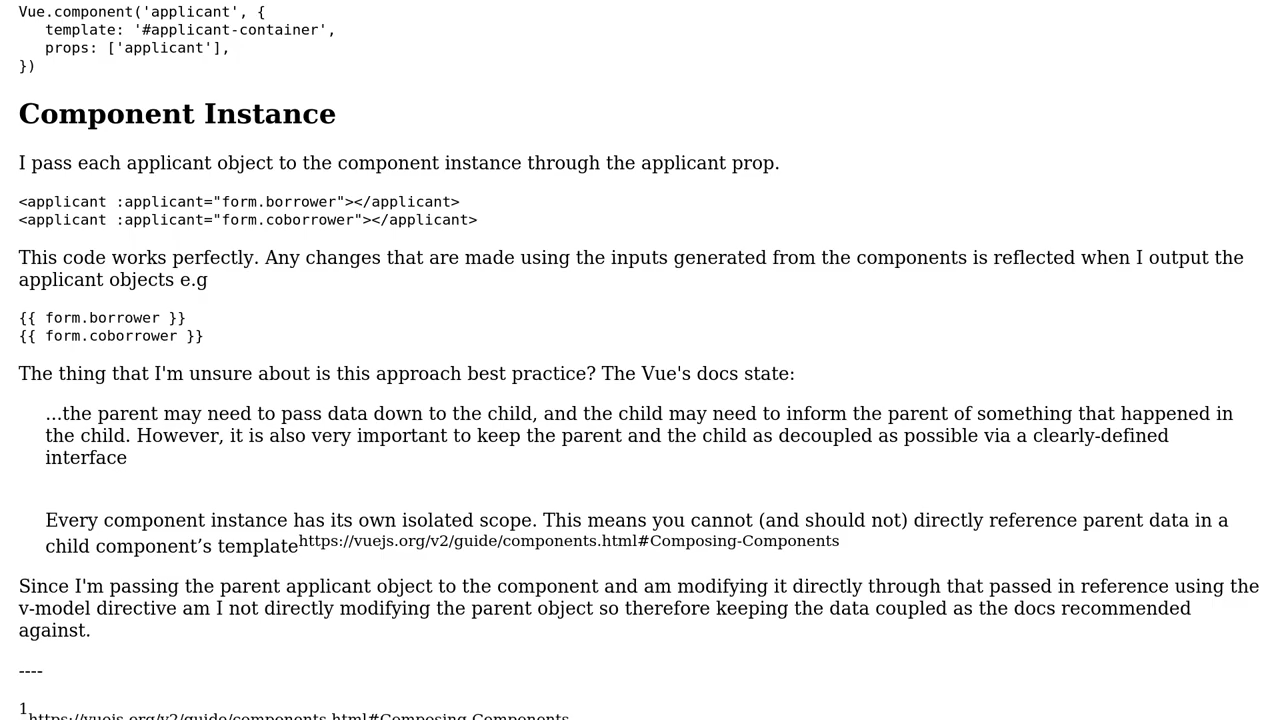 Vue.component('applicant', {
   template: '#applicant-container',
   props: ['applicant'],
})
Component Instance
I pass each applicant object to the component instance through the applicant prop.
<applicant :applicant="form.borrower"></applicant>
<applicant :applicant="form.coborrower"></applicant>
This code works perfectly. Any changes that are made using the inputs generated from the components is reflected when I output the
applicant objects e.g
{{ form.borrower }}
{{ form.coborrower }}
The thing that I'm unsure about is this approach best practice? The Vue's docs state:
...the parent may need to pass data down to the child, and the child may need to inform the parent of something that happened in
the child. However, it is also very important to keep the parent and the child as decoupled as possible via a clearly-defined
interface
Every component instance has its own isolated scope. This means you cannot (and should not) directly reference parent data in a
child component’s templatehttps://vuejs.org/v2/guide/components.html#Composing-Components
Since I'm passing the parent applicant object to the component and am modifying it directly through that passed in reference using the
v-model directive am I not directly modifying the parent object so therefore keeping the data coupled as the docs recommended
against.
----
1https://vuejs.org/v2/guide/components.html#Composing-Components